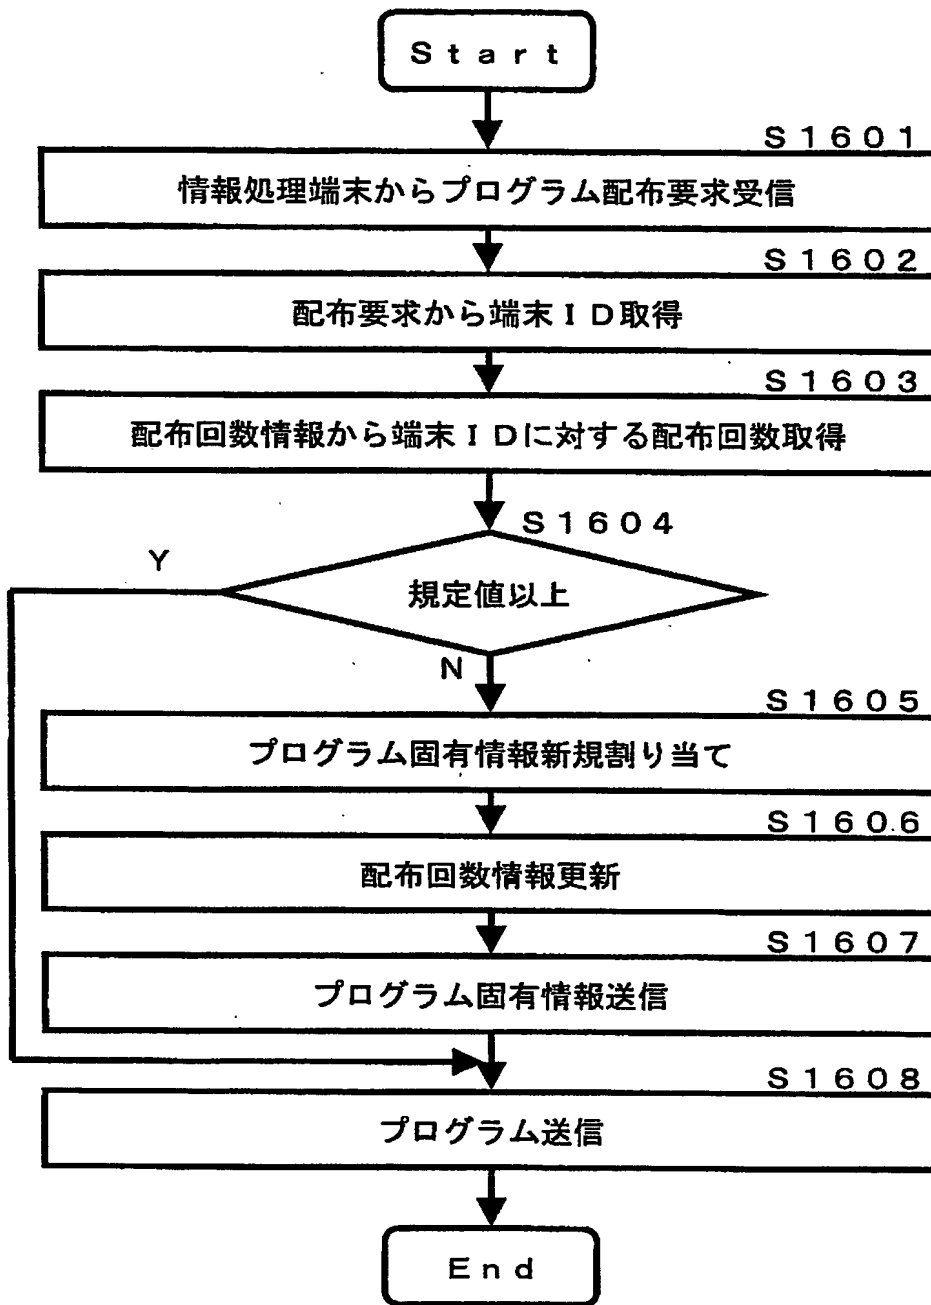 Start
S1601
情報処理端末からプログラム配布要求受信
S1602
配布要求から端末ID取得
S1603
配布回数情報から端末IDに対する配布回数取得
S1604
Y
規定値以上
N
S1605
プログラム固有情報新規割り当て
S1606
配布回数情報更新
S1607
プログラム固有情報送信
S1608
プログラム送信
End